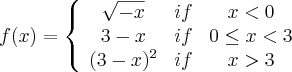 f(x) = { √-x if x < 0
3 - x if 0 ≤ x < 3
(3 - x)² if x > 3